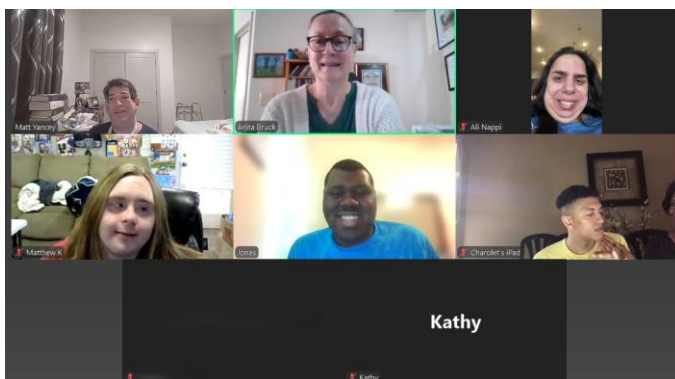 Matt Yancey
Anita Bruck
Ali Nappi
Matthew K
Jones
Charolet's iPad
Kathy
Kathy